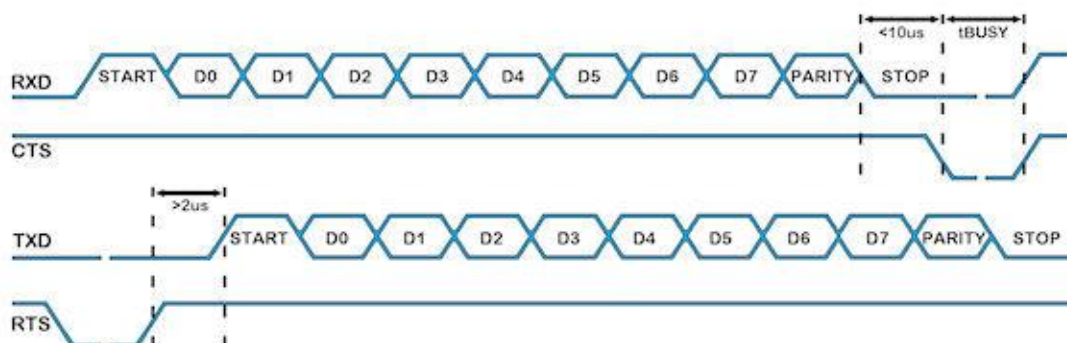 <10us tBUSY
RXD START D0 D1 D2 D3 D4 D5 D6 D7 PARITY STOP
CTS
>2us
TXD START D0 D1 D2 D3 D4 D5 D6 D7 PARITY STOP
RTS